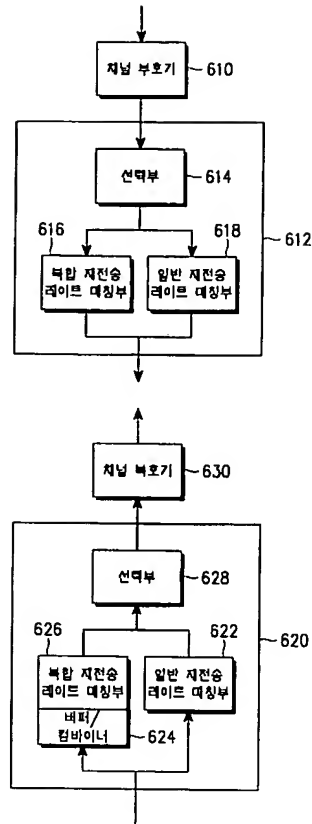 채널 부호기
610
선택부
614
616
618
복합 재전송
레이트 매칭부
일반 재전송
레이트 매칭부
612
채널 복호기
630
선택부
628
626
622
620
복합 재전송
레이트 매칭부
일반 재전송
레이트 매칭부
버퍼/
컴바이너
624